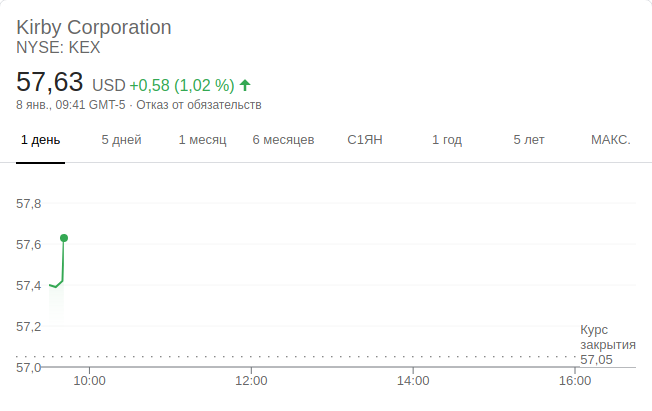 Kirby Corporation
NYSE: KEX
57,63 USD +0,58 (1,02 %)
8 янв., 09:41 GMT-5 · Отказ от обязательств
1 день 5 дней 1 месяц 6 месяцев С1ЯН 1 год 5 лет МАКС.
57,8
57,6
57,4
57,2
Курс
закрытия
57,05
57,0
10:00 12:00 14:00 16:00